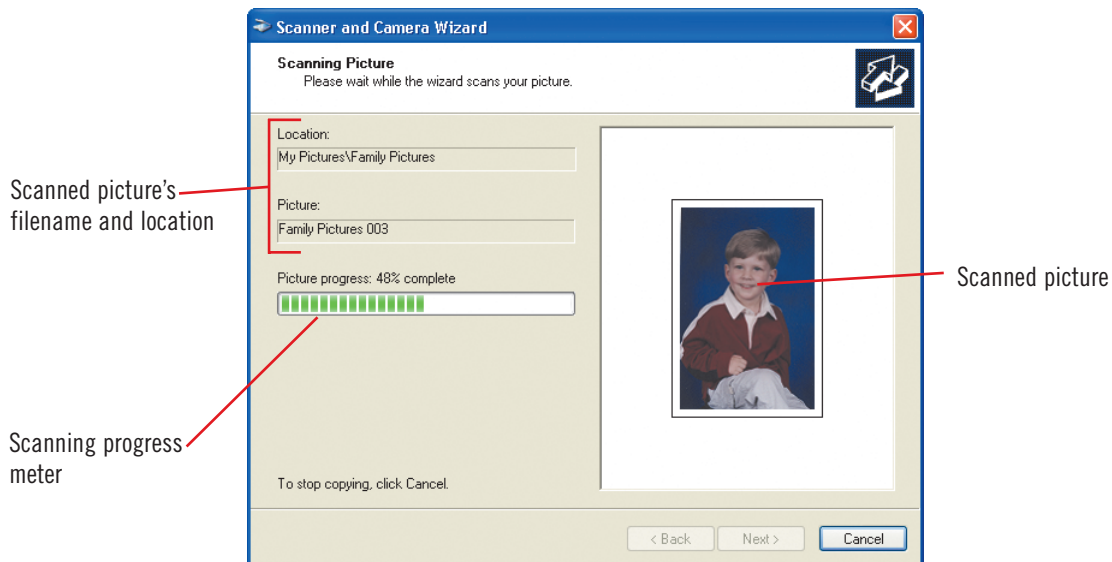 Scanner and Camera Wizard
Scanning Picture
Please wait while the wizard scans your picture.
Location:
My Pictures\Family Pictures
Scanned picture's
filename and location
Picture:
Family Pictures 003
Picture progress: 48% complete
Scanned picture
Scanning progress
meter
To stop copying, click Cancel.
< Back
Next >
Cancel